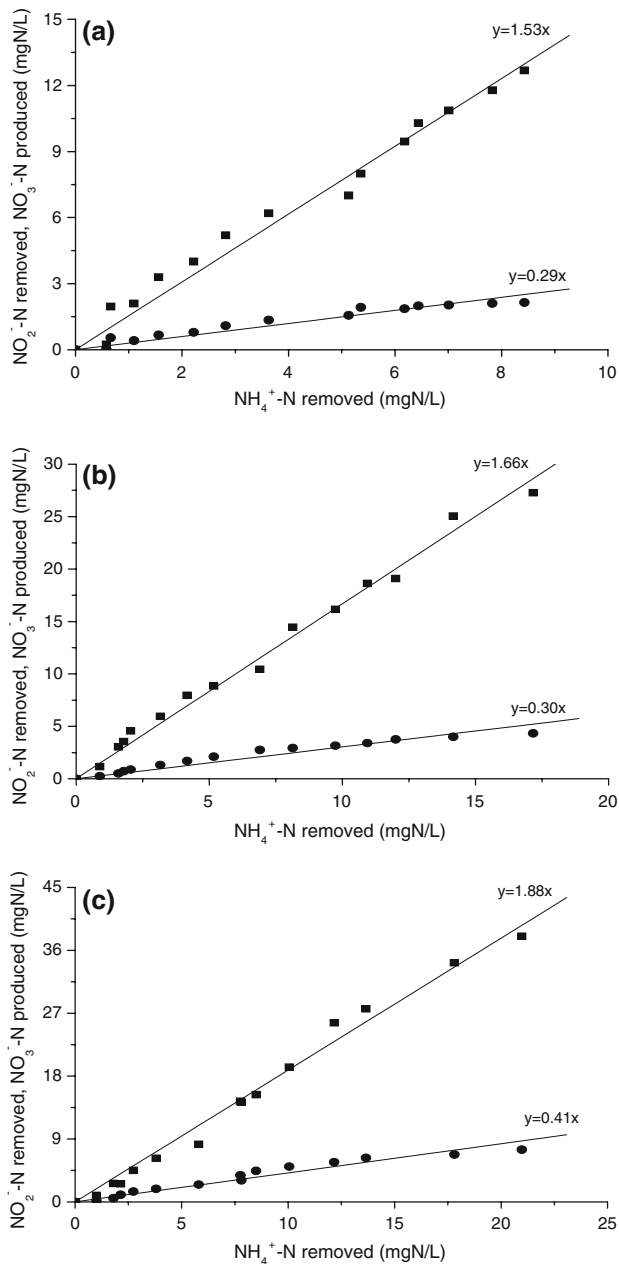 (a)
y=1.53x
y=0.29x
NO₂⁻-N removed, NO₃⁻-N produced (mgN/L)
15
12
9
6
3
0
0 2 4 6 8 10
NH₄⁺-N removed (mgN/L)
(b)
y=1.66x
y=0.30x
NO₂⁻-N removed, NO₃⁻-N produced (mgN/L)
30
25
20
15
10
5
0
0 5 10 15 20
NH₄⁺-N removed (mgN/L)
(c)
y=1.88x
y=0.41x
NO₂⁻-N removed, NO₃⁻-N produced (mgN/L)
45
36
27
18
9
0
0 5 10 15 20 25
NH₄⁺-N removed (mgN/L)